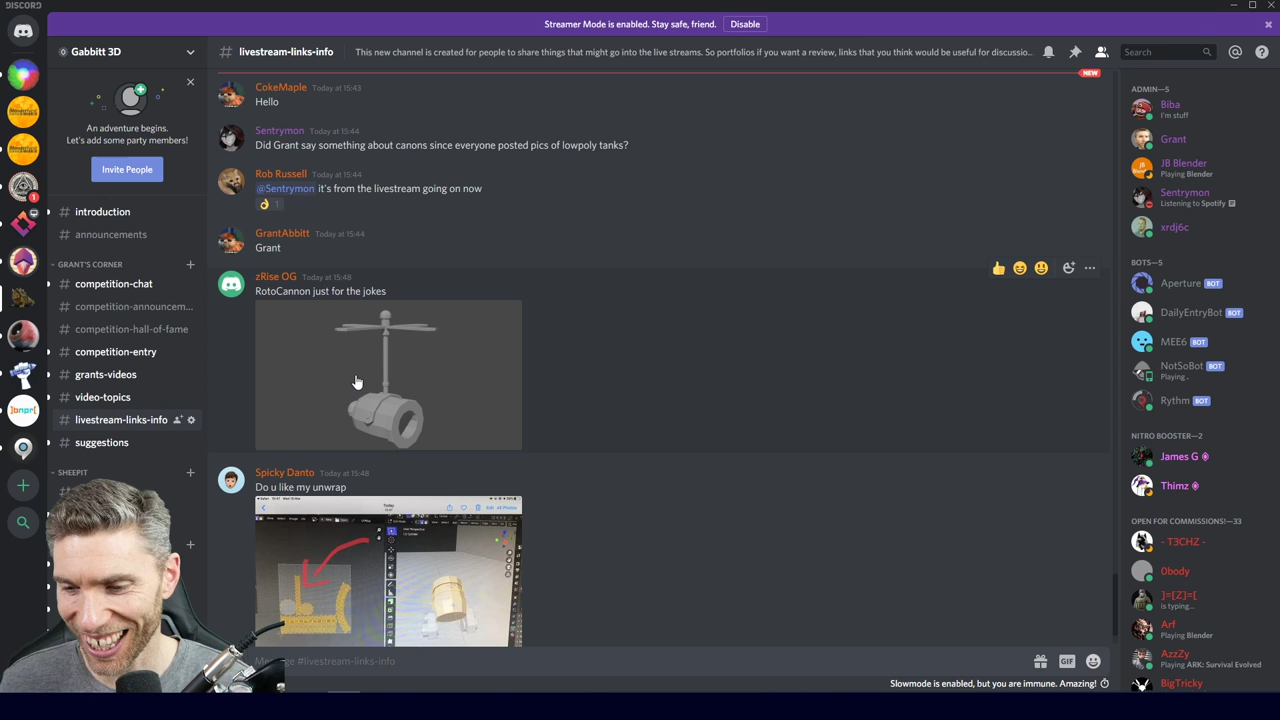 DISCORD
Streamer Mode is enabled. Stay safe, friend.
Disable
Gabbitt 3D
livestream-links-info
This new channel is created for people to share things that might go into the live streams. So portfolios if you want a review, links that you think would be useful for discussio...
Search
An adventure begins.
Let's add some party members!
Invite People
# introduction
# announcements
GRANT'S CORNER
# competition-chat
# competition-announcem...
# competition-hall-of-fame
# competition-entry
# grants-videos
# video-topics
# livestream-links-info
# suggestions
SHEEPIT
1
NEW
CokeMaple Today at 15:43
Hello
Sentrymon Today at 15:44
Did Grant say something about canons since everyone posted pics of lowpoly tanks?
Rob Russell Today at 15:44
@Sentrymon it's from the livestream going on now
1
GrantAbbitt Today at 15:44
Grant
zRise OG Today at 15:48
RotoCannon just for the jokes
Spicky Danto Today at 15:48
Do u like my unwrap
Message #livestream-links-info
GIF
Slowmode is enabled, but you are immune. Amazing!
ADMIN—5
Biba
I'm stuff
Grant
JB Blender
Playing Blender
Sentrymon
Listening to Spotify
xrdj6c
BOTS—5
Aperture BOT
DailyEntryBot BOT
MEE6 BOT
NotSoBot BOT
Playing .
Rythm BOT
NITRO BOOSTER—2
James G
Thimz
OPEN FOR COMMISSIONS!—33
- T3CHZ -
0body
]=[Z]=[
is typing...
Arf
Playing Blender
AzzZy
Playing ARK: Survival Evolved
BigTricky